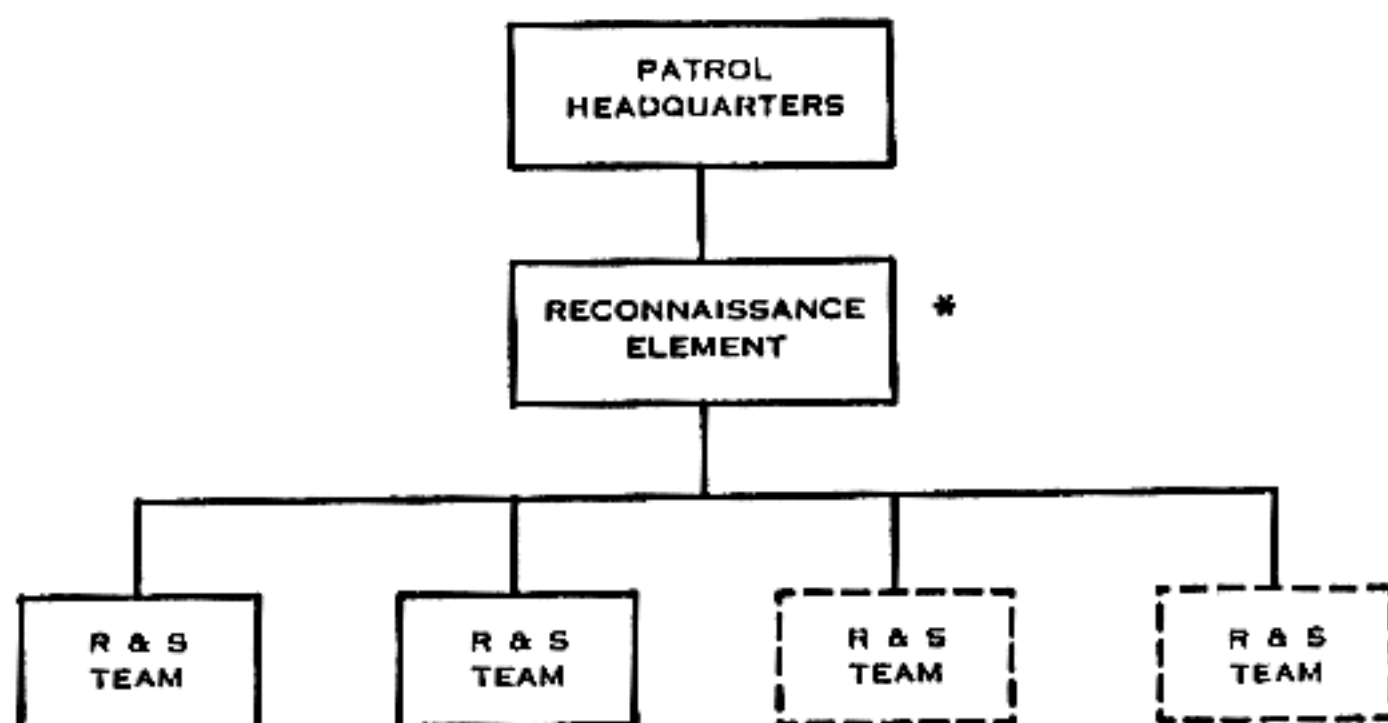 PATROL
HEADQUARTERS
RECONNAISSANCE
ELEMENT
*
R & S
TEAM
R & S
TEAM
R & S
TEAM
R & S
TEAM